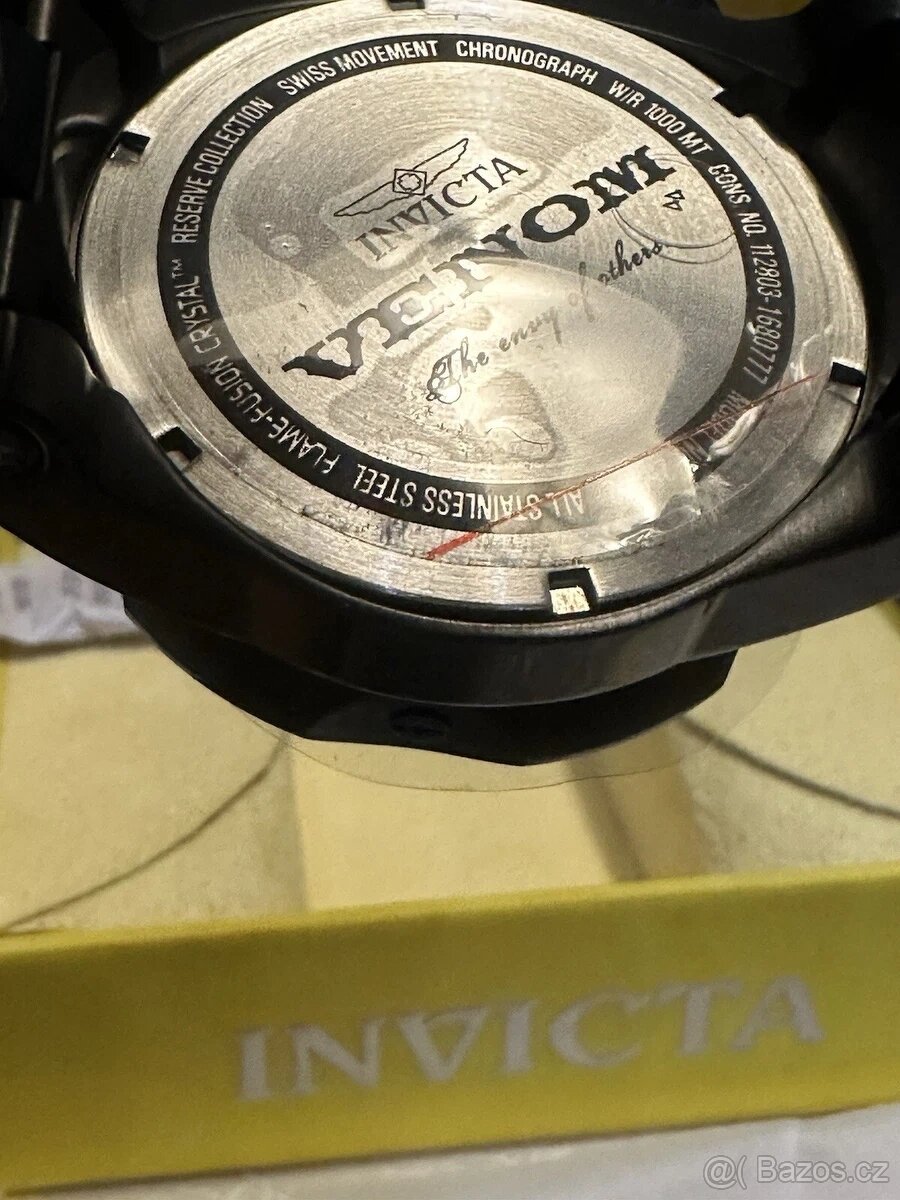 RESERVE COLLECTION SWISS MOVEMENT CHRONOGRAPH W/R 1000 MT CONS NO. 112803-1680777
ALL STAINLESS STEEL FLAME-FUSION CRYSTAL™
INVICTA
VENOM
The envy of others
INVICTA
@( Bazos.cz